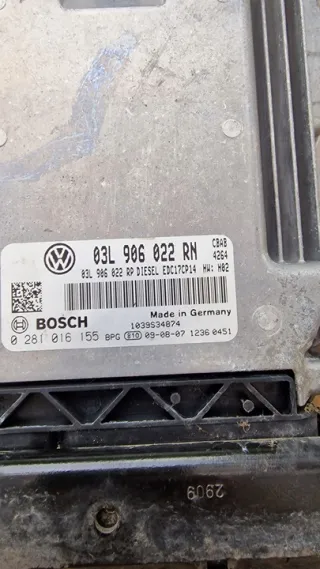 03L 906 022 RN CBAB
4264
03L 906 022 RP DIESEL EDC17CP14 HW: H02
Made in Germany
BOSCH 1039S34874
0 281 016 155 BPG 810 09-08-07 1236 0451
2909